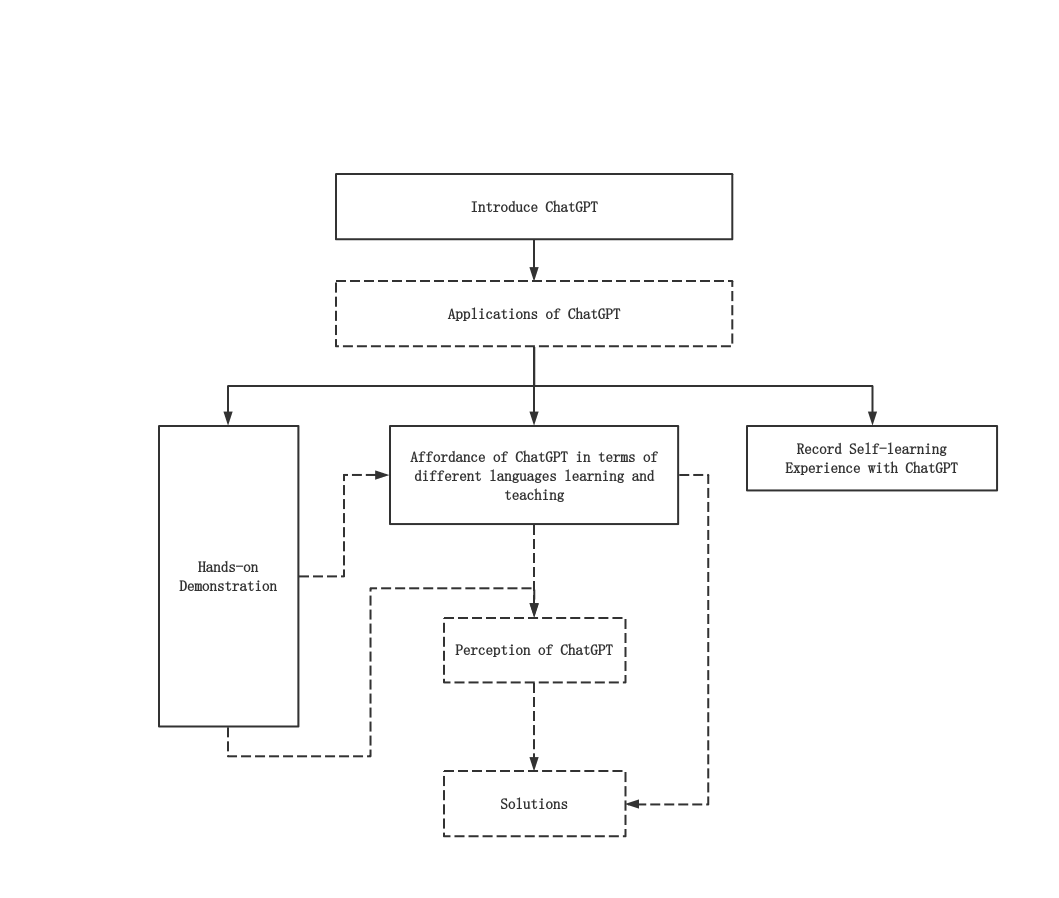 Introduce ChatGPT
Applications of ChatGPT
Affordance of ChatGPT in terms of
different languages learning and
teaching
Record Self-learning
Experience with ChatGPT
Hands-on
Demonstration
Perception of ChatGPT
Solutions